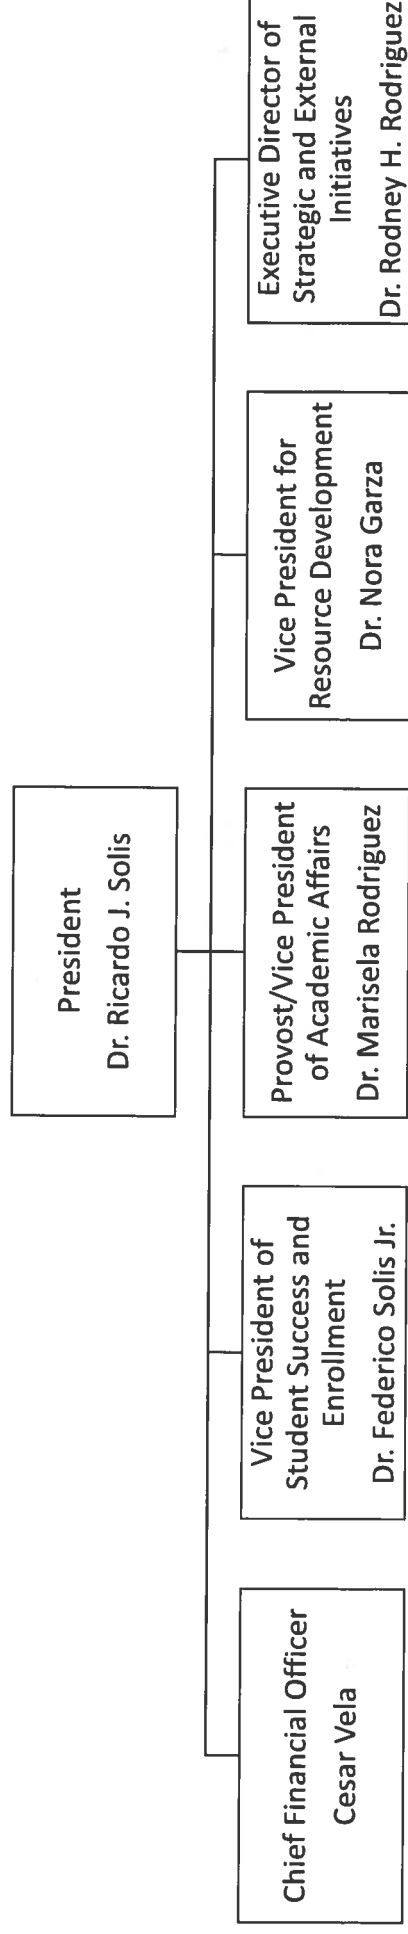 President
Dr. Ricardo J. Solis
Chief Financial Officer
Cesar Vela
Vice President of
Student Success and
Enrollment
Dr. Federico Solis Jr.
Provost/Vice President
of Academic Affairs
Dr. Marisela Rodriguez
Vice President for
Resource Development
Dr. Nora Garza
Executive Director of
Strategic and External
Initiatives
Dr. Rodney H. Rodriguez